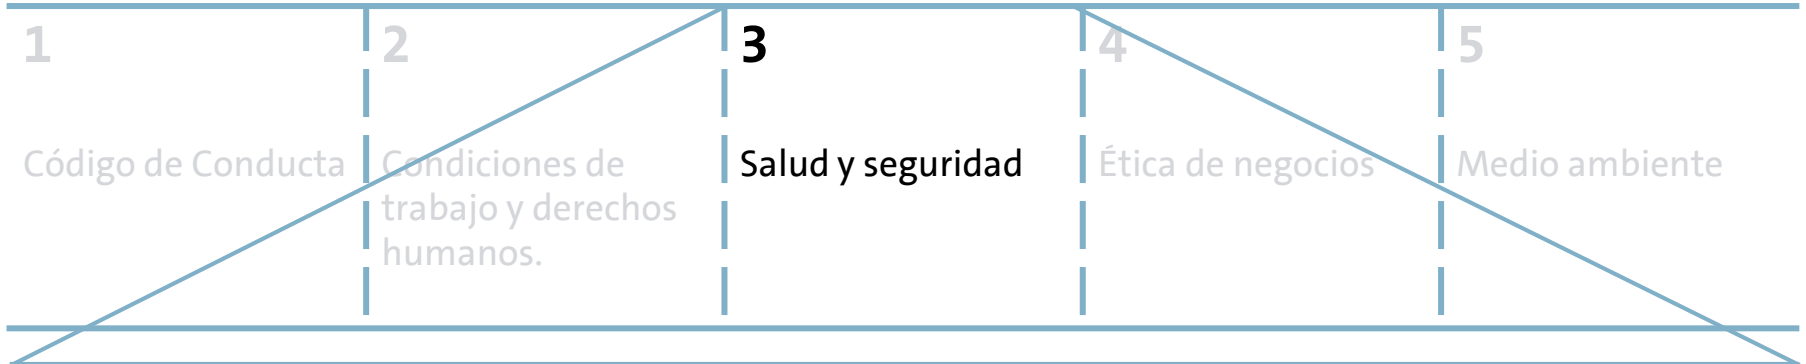 1
Código de Conducta
2
Condiciones de
trabajo y derechos
humanos.
3
Salud y seguridad
4
Ética de negocios
5
Medio ambiente